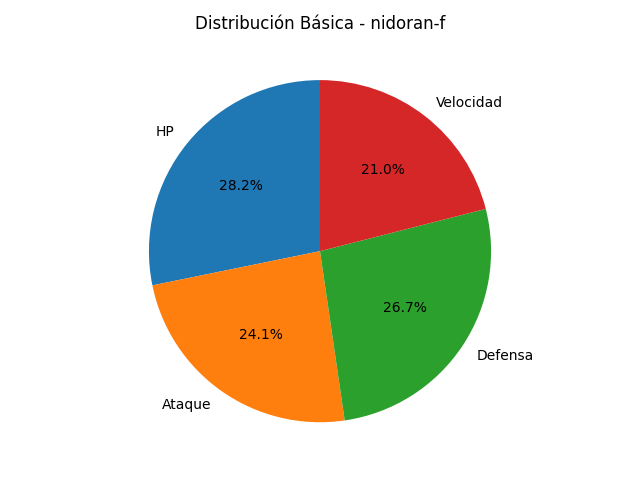 Distribución Básica - nidoran-f
Velocidad
HP
21.0%
28.2%
26.7%
24.1%
Defensa
Ataque